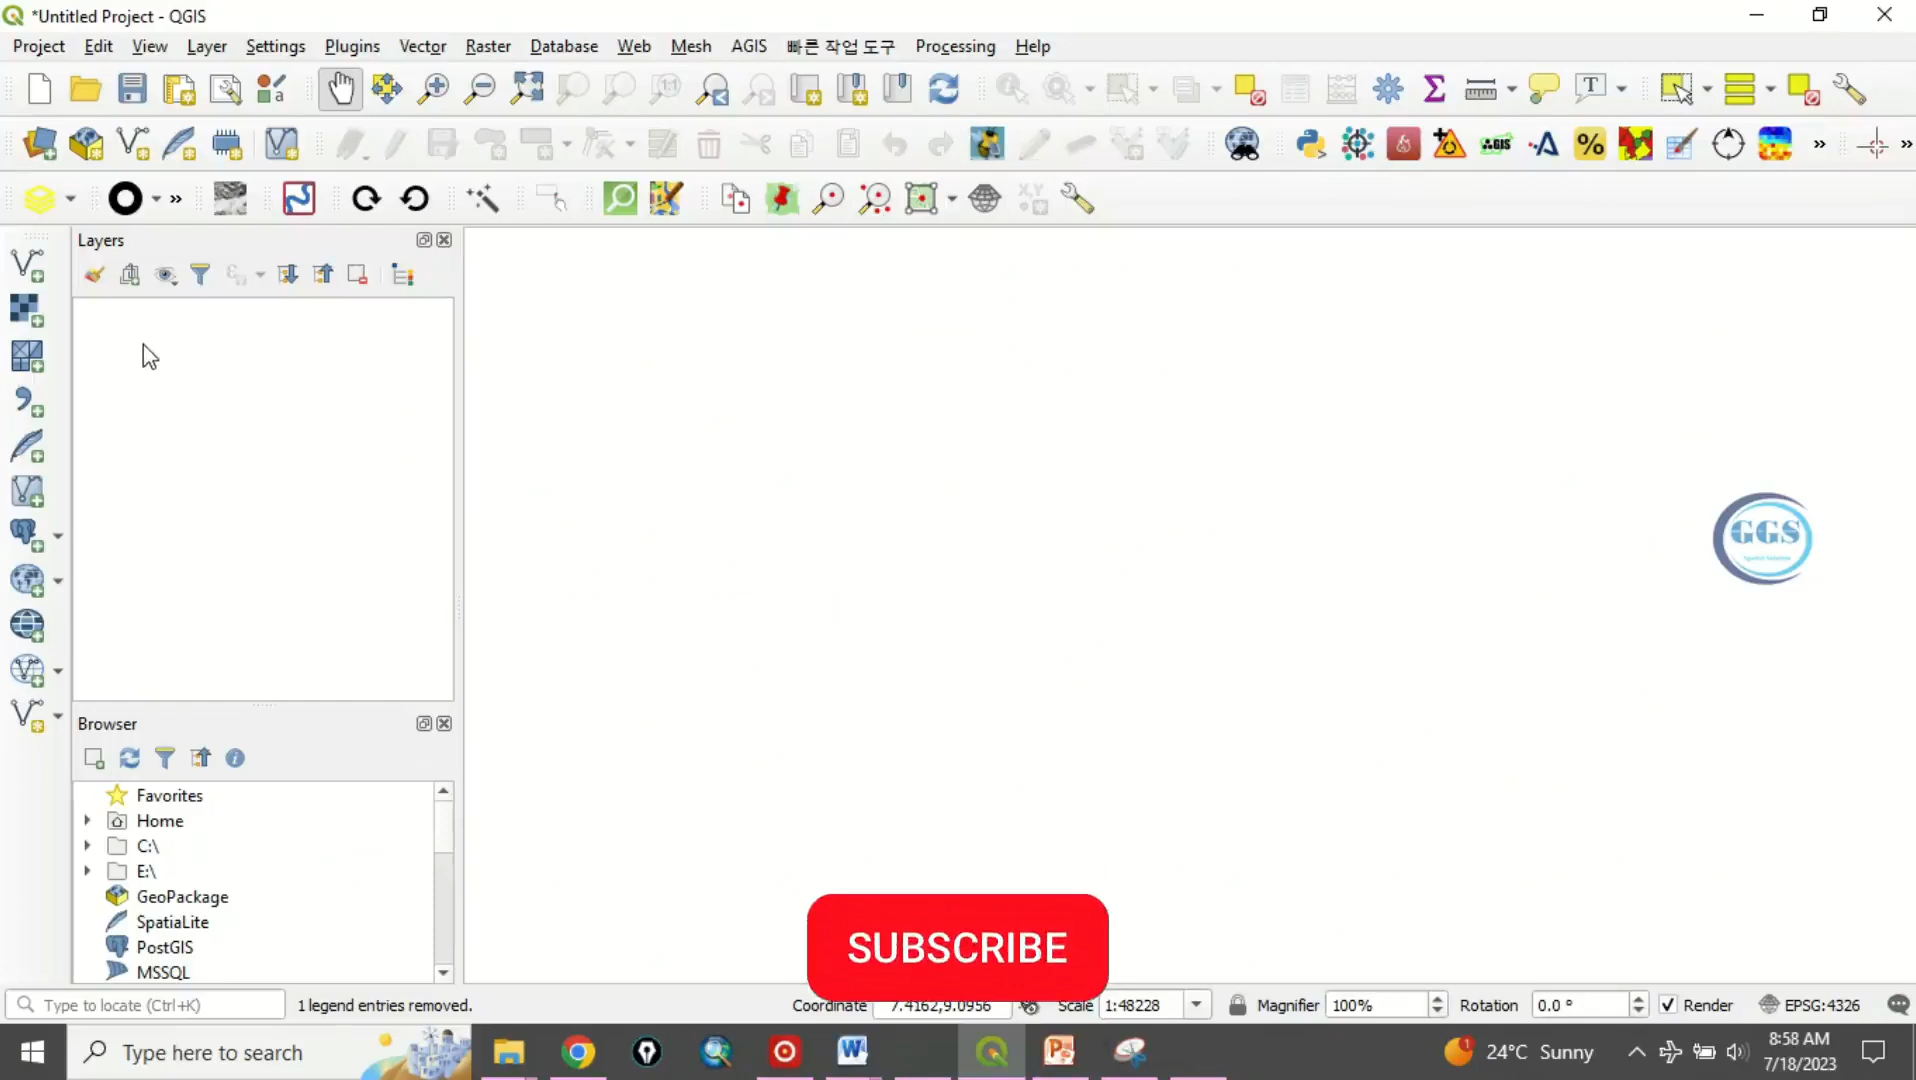 *Untitled Project - QGIS
Project Edit View Layer Settings Plugins Vector Raster Database Web Mesh AGIS 빠른 작업 도구 Processing Help
Layers
GGS
Browser
Favorites
Home
C:\
E:\
GeoPackage
SpatiaLite
PostGIS
MSSQL
SUBSCRIBE
Type to locate (Ctrl+K) 1 legend entries removed. Coordinate 7.4162,9.0956 Scale 1:48228 Magnifier 100% Rotation 0.0 ° Render EPSG:4326
Type here to search 24°C Sunny 8:58 AM
7/18/2023